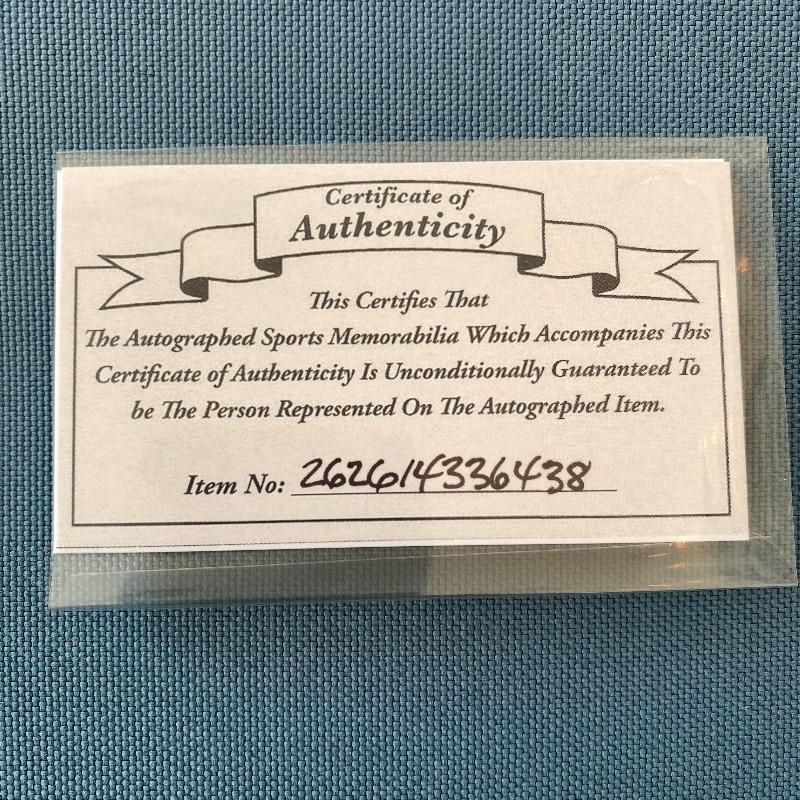 Certificate of
Authenticity
This Certifies That
The Autographed Sports Memorabilia Which Accompanies This
Certificate of Authenticity Is Unconditionally Guaranteed To
be The Person Represented On The Autographed Item.
Item No: 262614336438